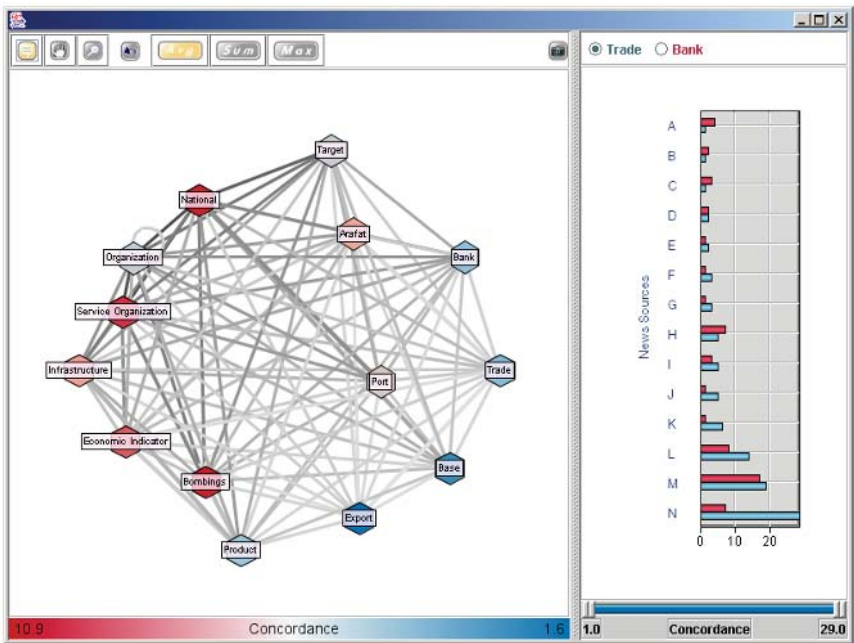 Avg Sum Max
Trade Bank
Target
National
Arafat
Organization
Bank
Service Organization
Infrastructure
Port
Trade
Economic Indicator
Base
Bombings
Export
Product
10.9 Concordance 1.6
News Sources
A
B
C
D
E
F
G
H
I
J
K
L
M
N
0 10 20
1.0 Concordance 29.0